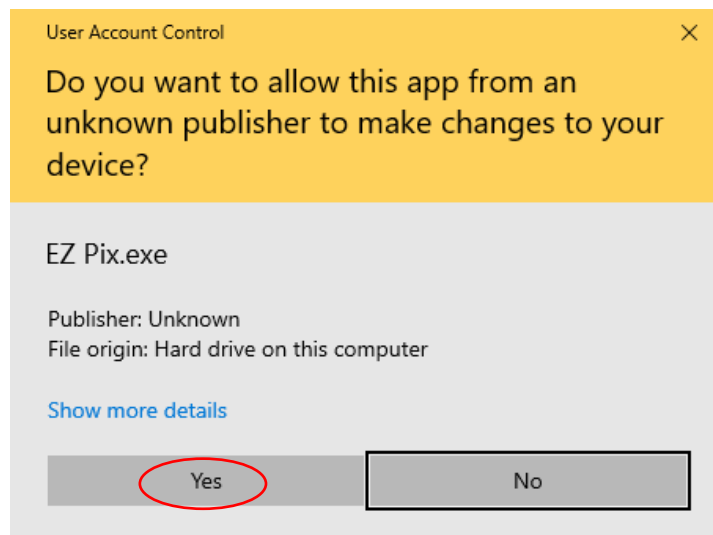 User Account Control
Do you want to allow this app from an
unknown publisher to make changes to your
device?
EZ Pix.exe
Publisher: Unknown
File origin: Hard drive on this computer
Show more details
Yes
No